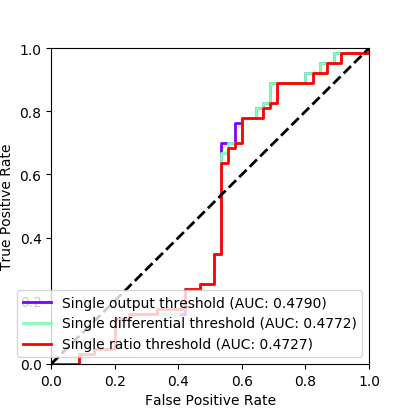 1.0
0.8
0.6
0.4
0.2
0.0
True Positive Rate
Single output threshold (AUC: 0.4790)
Single differential threshold (AUC: 0.4772)
Single ratio threshold (AUC: 0.4727)
0.0 0.2 0.4 0.6 0.8 1.0
False Positive Rate